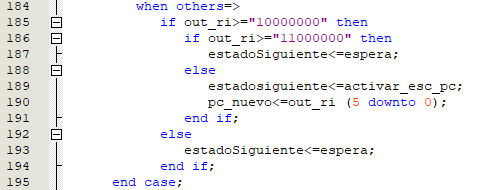 184 when others=>
185 if out_ri>="10000000" then
186 if out_ri>="11000000" then
187 estadoSiguiente<=espera;
188 else
189 estadosiguiente<=activar_esc_pc;
190 pc_nuevo<=out_ri (5 downto 0);
191 end if;
192 else
193 estadoSiguiente<=espera;
194 end if;
195 end case;